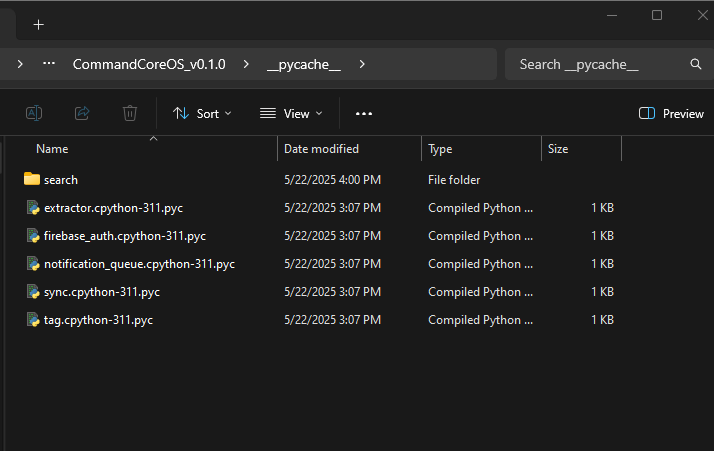 CommandCoreOS_v0.1.0 __pycache__ Search __pycache__
Sort View Preview
Name Date modified Type Size
search 5/22/2025 4:00 PM File folder
extractor.cpython-311.pyc 5/22/2025 3:07 PM Compiled Python ... 1 KB
firebase_auth.cpython-311.pyc 5/22/2025 3:07 PM Compiled Python ... 1 KB
notification_queue.cpython-311.pyc 5/22/2025 3:07 PM Compiled Python ... 1 KB
sync.cpython-311.pyc 5/22/2025 3:07 PM Compiled Python ... 1 KB
tag.cpython-311.pyc 5/22/2025 3:07 PM Compiled Python ... 1 KB